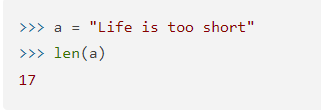 >>> a = "Life is too short"
>>> len(a)
17